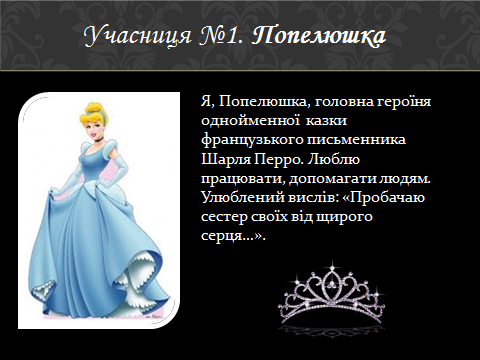 Учасниця №1. Попелюшка
Я, Попелюшка, головна героїня
однойменної казки
французького письменника
Шарля Перро. Люблю
працювати, допомагати людям.
Улюблений вислів: «Пробачаю
сестер своїх від щирого
серця...».